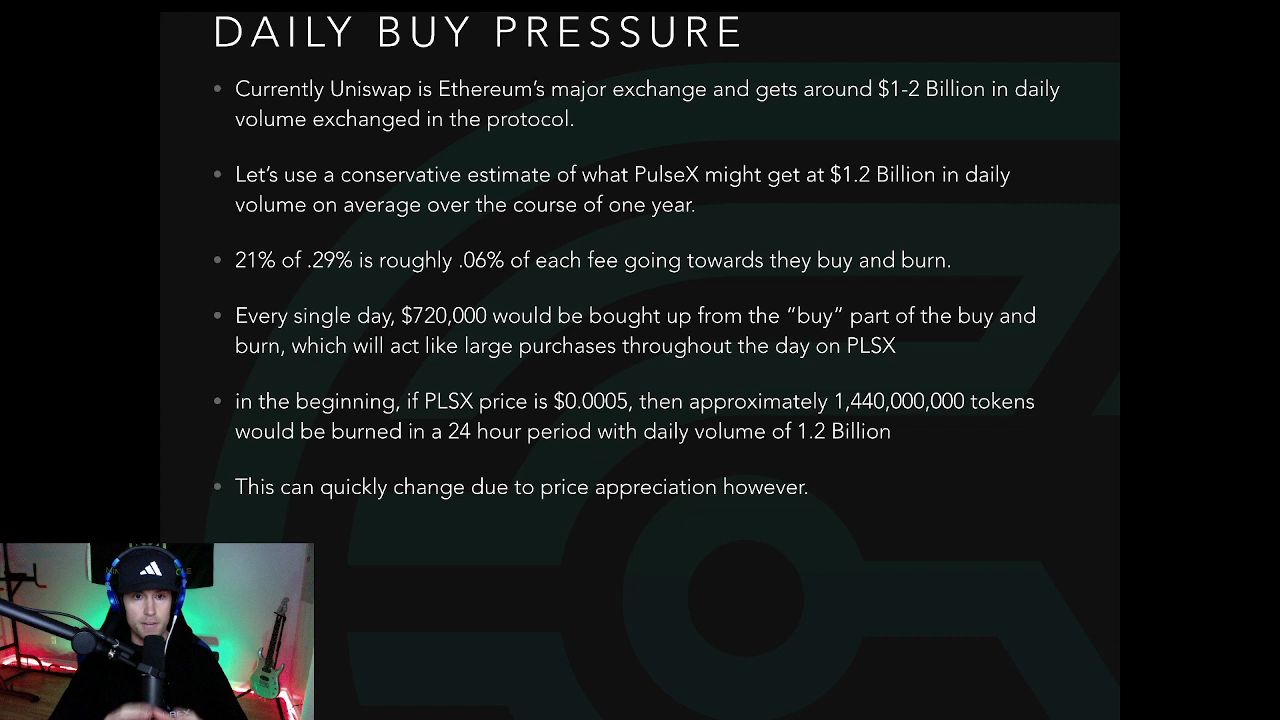 DAILY BUY PRESSURE
• Currently Uniswap is Ethereum's major exchange and gets around $1-2 Billion in daily
volume exchanged in the protocol.
• Let's use a conservative estimate of what PulseX might get at $1.2 Billion in daily
volume on average over the course of one year.
• 21% of .29% is roughly .06% of each fee going towards they buy and burn.
• Every single day, $720,000 would be bought up from the “buy” part of the buy and
burn, which will act like large purchases throughout the day on PLSX
• in the beginning, if PLSX price is $0.0005, then approximately 1,440,000,000 tokens
would be burned in a 24 hour period with daily volume of 1.2 Billion
• This can quickly change due to price appreciation however.